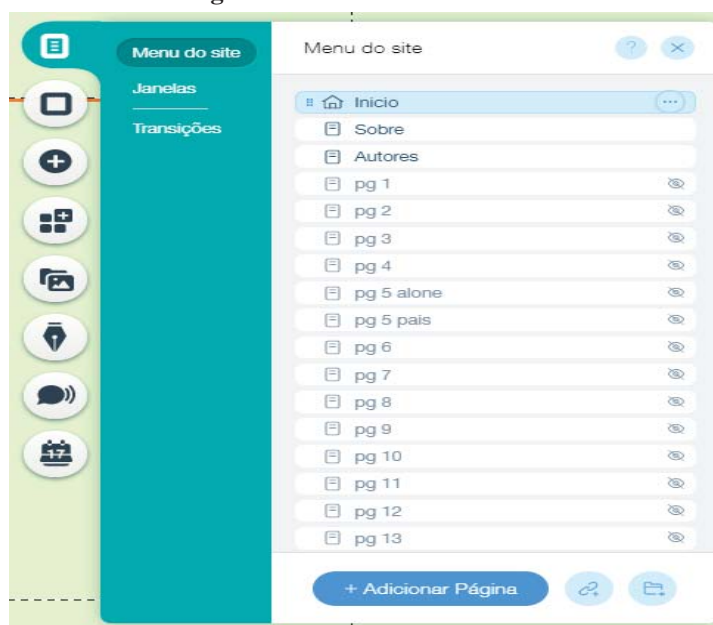 Menu do site
Janelas
Transições
Menu do site
?
Inicio
Sobre
Autores
pg 1
pg 2
pg 3
pg 4
pg 5 alone
pg 5 pais
pg 6
pg 7
pg 8
pg 9
pg 10
pg 11
pg 12
pg 13
+ Adicionar Página
17